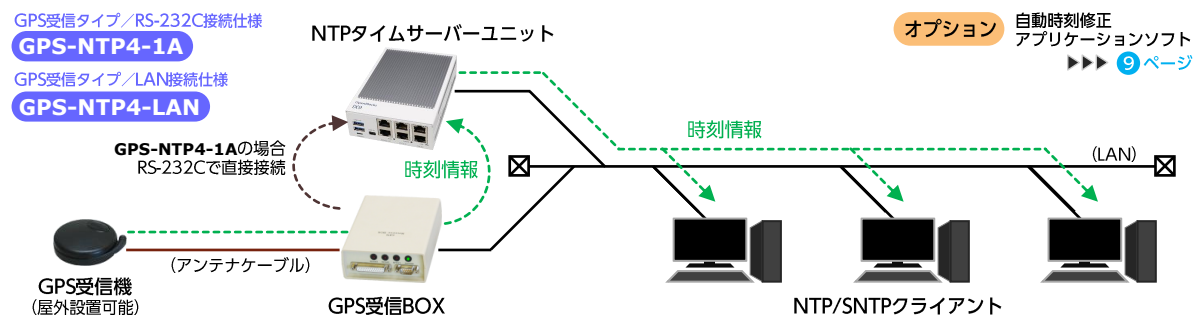 GPS受信タイプ／RS-232C接続仕様
GPS-NTP4-1A
GPS受信タイプ／LAN接続仕様
GPS-NTP4-LAN
NTPタイムサーバーユニット
オプション
自動時刻修正
アプリケーションソフト
▶▶▶ 9 ページ
GPS-NTP4-1Aの場合
RS-232Cで直接接続
時刻情報
時刻情報
(LAN)
(アンテナケーブル)
GPS受信機
(屋外設置可能)
GPS受信BOX
NTP/SNTPクライアント